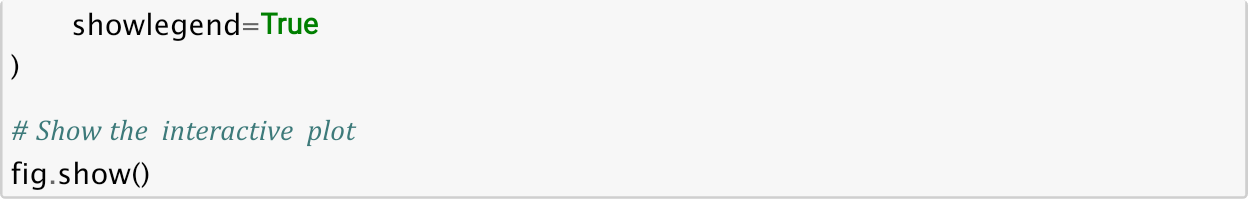 showlegend=True
)
# Show the interactive plot
fig.show()